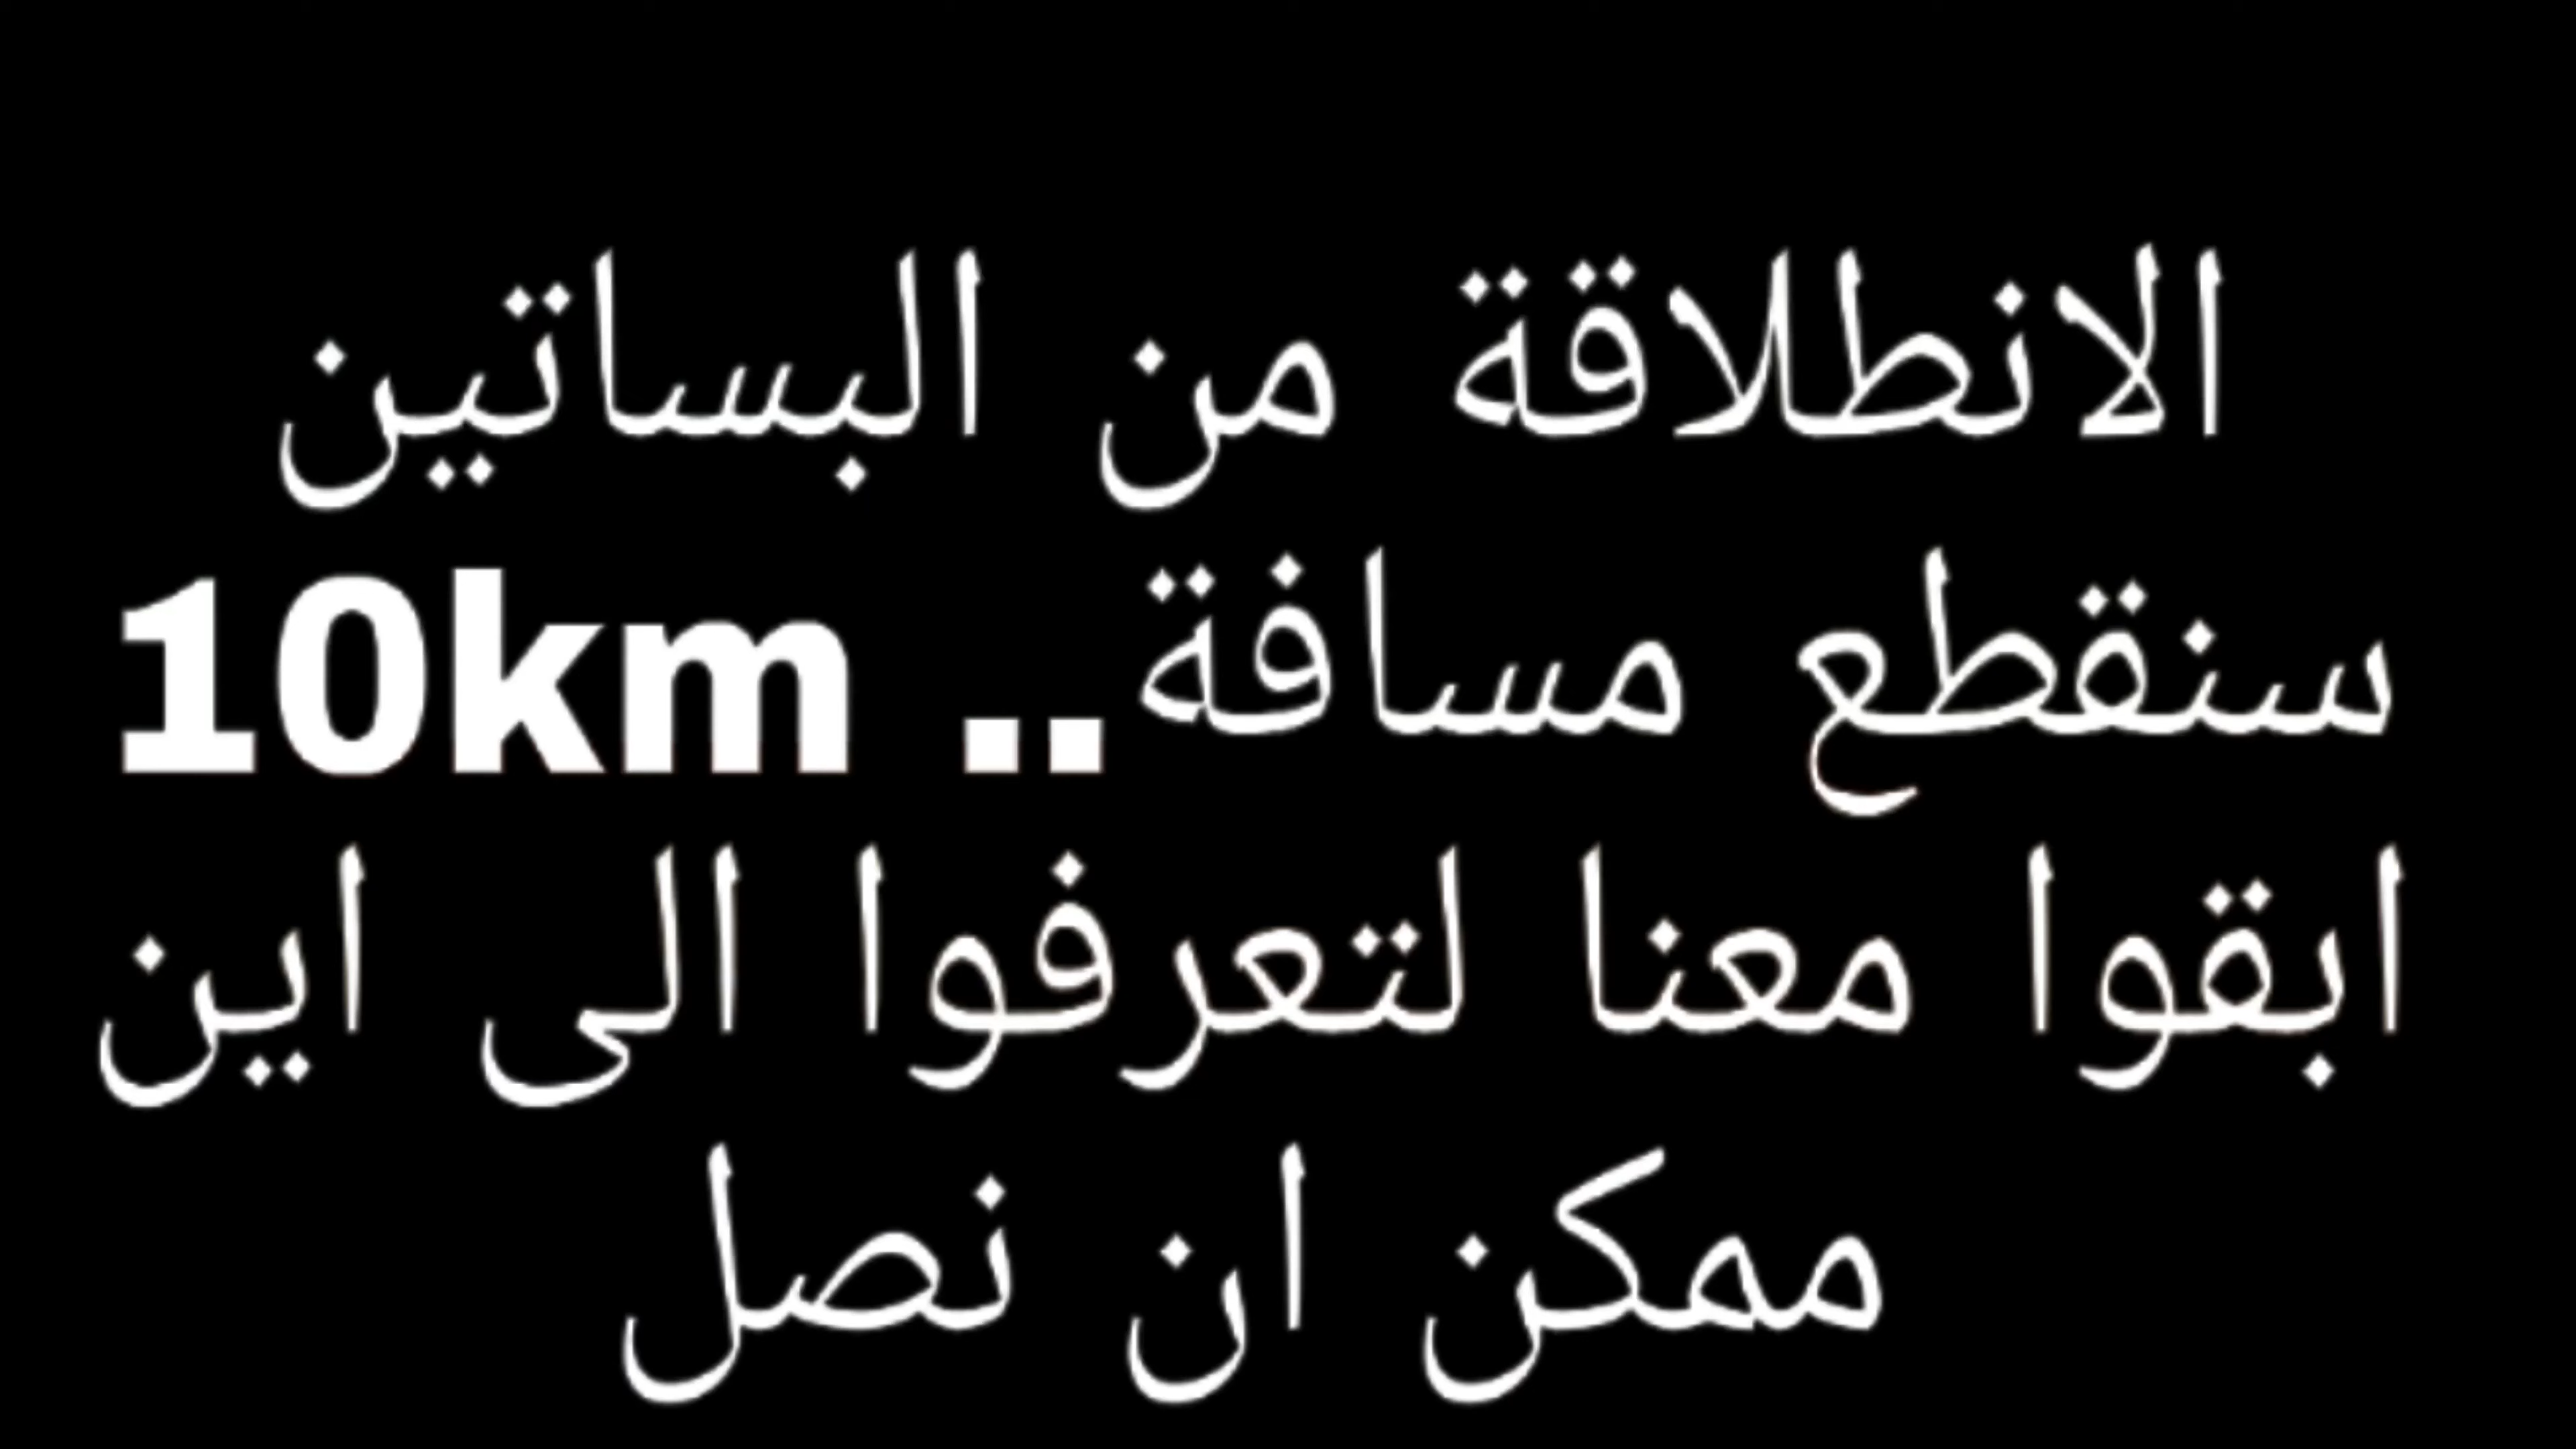 الانطلاقة من البساتين
سنقطع مسافة.. 10km
ابقوا معنا لتعرفوا الى اين
ممكن ان نصل